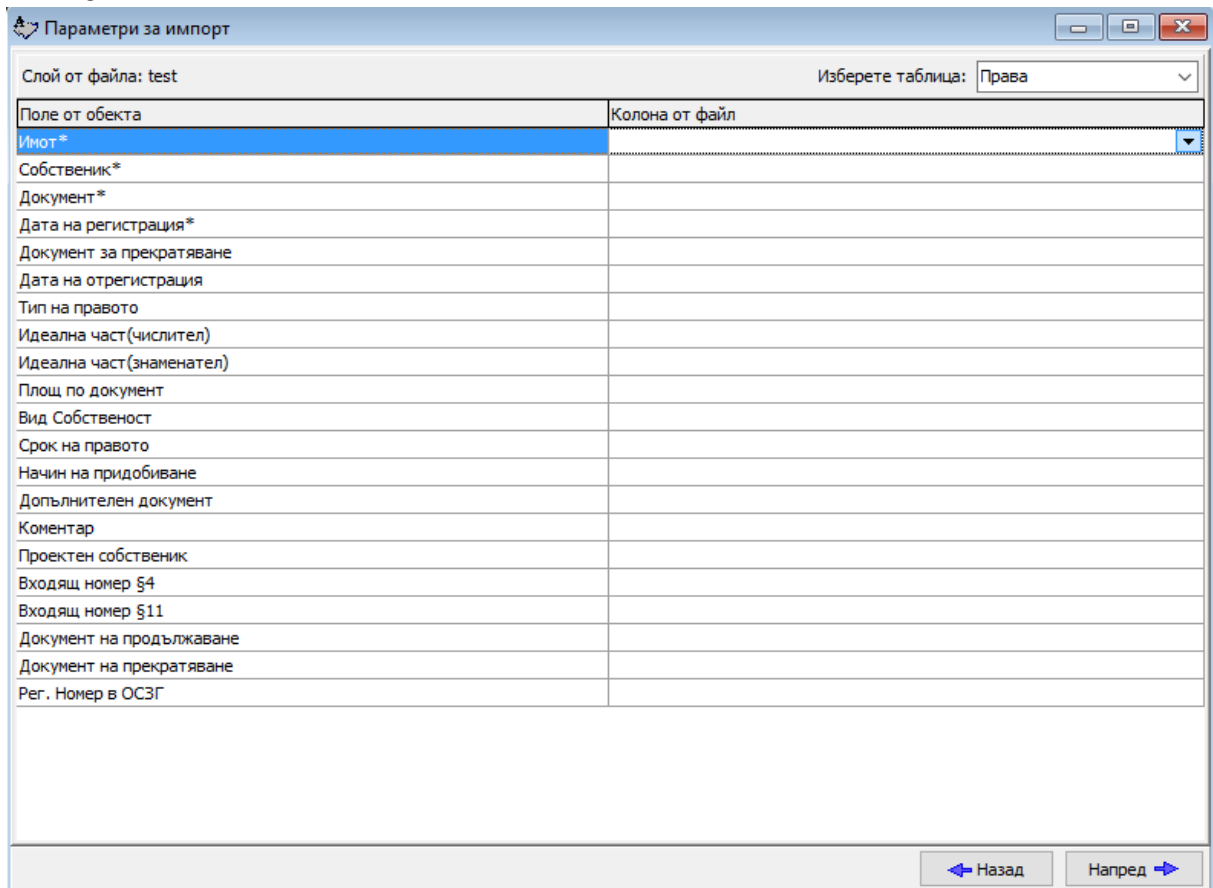 Параметри за импорт
Слой от файла: test Изберете таблица: Права
Поле от обекта Колона от файл
Имот*
Собственик*
Документ*
Дата на регистрация*
Документ за прекратяване
Дата на отрегистрация
Тип на правото
Идеална част(числител)
Идеална част(знаменател)
Площ по документ
Вид Собственост
Срок на правото
Начин на придобиване
Допълнителен документ
Коментар
Проектен собственик
Входящ номер §4
Входящ номер §11
Документ на продължаване
Документ на прекратяване
Рег. Номер в ОСЗГ
Назад Напред